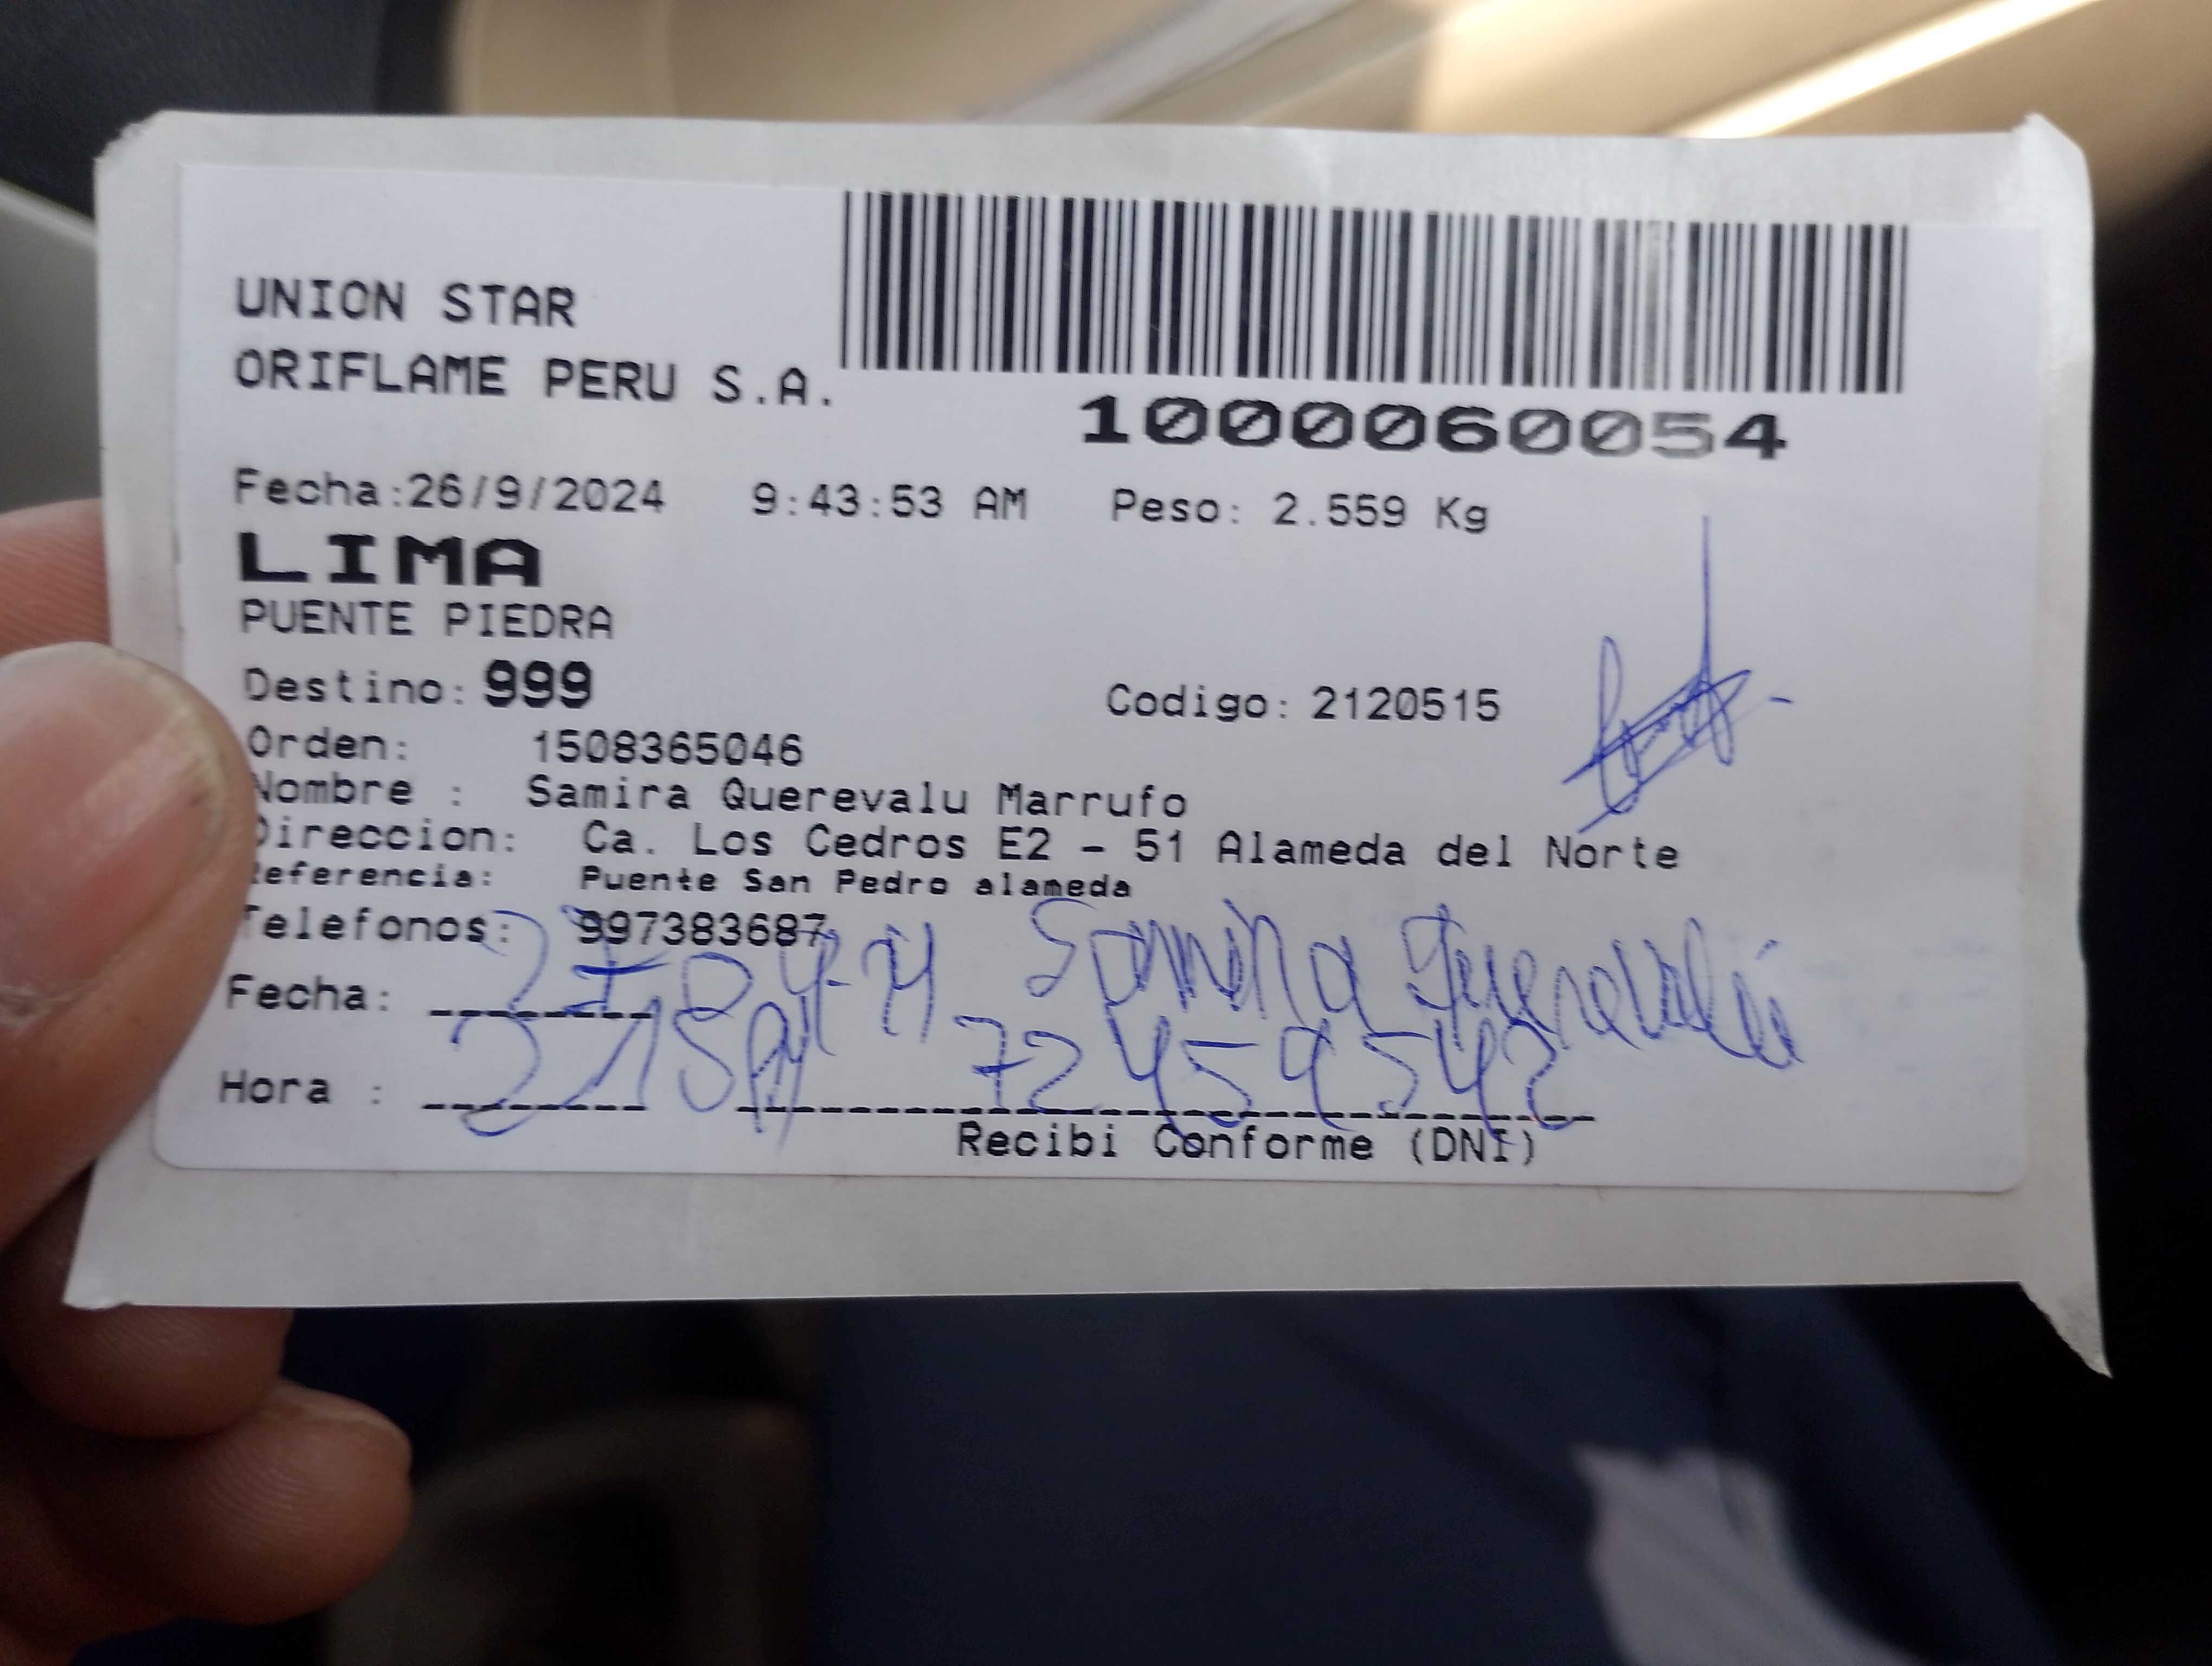 UNION STAR
ORIFLAME PERU S.A.
1000060054
Fecha:26/9/2024 9:43:53 AM Peso: 2.559 Kg
LIMA
PUENTE PIEDRA
Destino: 999 Codigo: 2120515
Orden: 1508365046
Nombre : Samira Querevalu Marrufo
Direccion: Ca. Los Cedros E2 - 51 Alameda del Norte
Referencia: Puente San Pedro alameda
Telefonos: 997383687
Samira Querevalú
Fecha:
Hora : 72459542
Recibi Conforme (DNI)